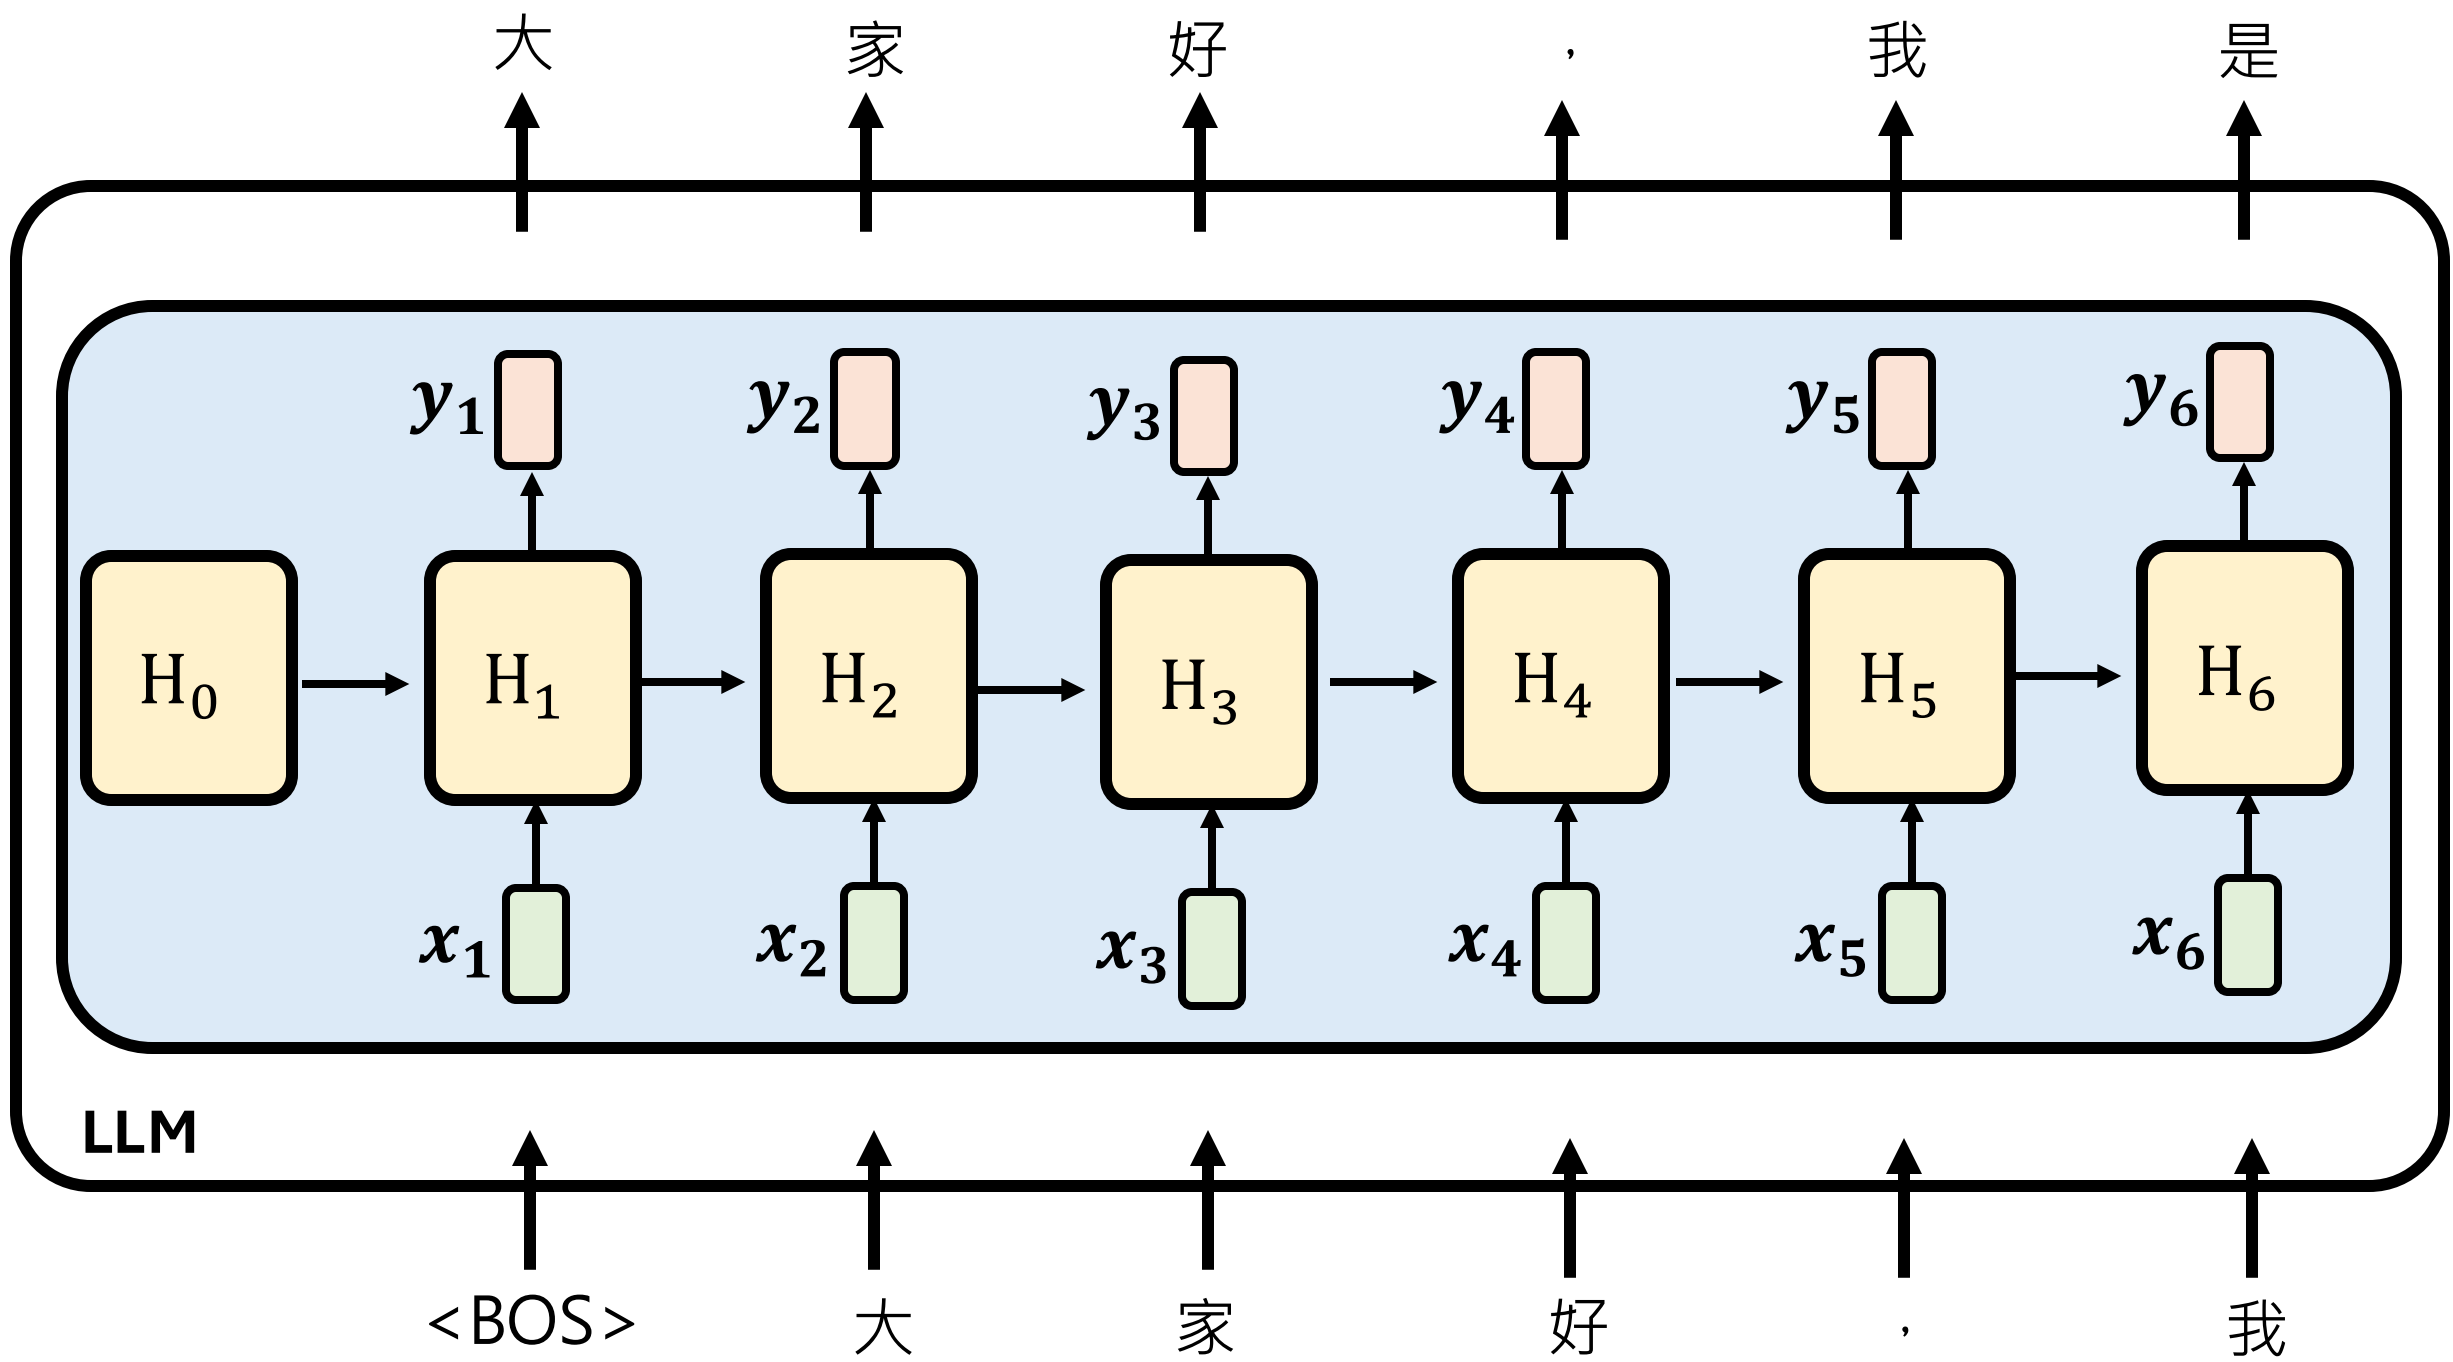 大 家 好 , 我 是
y1 y2 y3 y4 y5 y6
H0 H1 H2 H3 H4 H5 H6
x1 x2 x3 x4 x5 x6
LLM
<BOS> 大 家 好 , 我